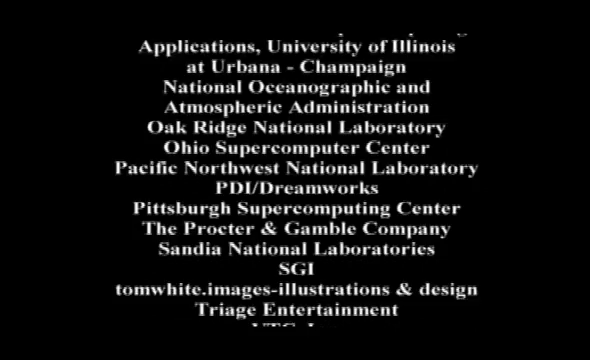 Applications, University of Illinois
at Urbana - Champaign
National Oceanographic and
Atmospheric Administration
Oak Ridge National Laboratory
Ohio Supercomputer Center
Pacific Northwest National Laboratory
PDI/Dreamworks
Pittsburgh Supercomputing Center
The Procter & Gamble Company
Sandia National Laboratories
SGI
tomwhite.images-illustrations & design
Triage Entertainment